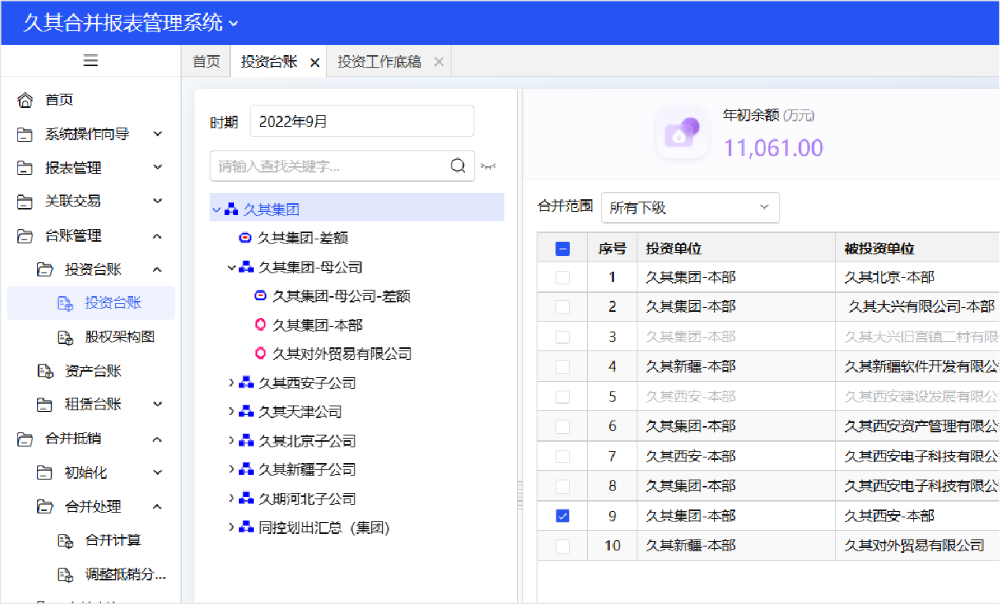 久其合并报表管理系统
首页
投资台账
投资工作底稿
首页
系统操作向导
报表管理
关联交易
台账管理
投资台账
投资台账
股权架构图
资产台账
租赁台账
合并抵销
初始化
合并处理
合并计算
调整抵销分...
时期 2022年9月
请输入查找关键字...
久其集团
久其集团-差额
久其集团-母公司
久其集团-母公司-差额
久其集团-本部
久其对外贸易有限公司
久其西安子公司
久其天津公司
久其北京子公司
久其新疆子公司
久期河北子公司
同控划出汇总（集团）
年初余额 (万元)
11,061.00
合并范围 所有下级
序号 投资单位 被投资单位
1 久其集团-本部 久其北京-本部
2 久其集团-本部 久其大兴有限公司-本部
3 久其集团-本部 久其大兴旧宫镇二村有限
4 久其新疆-本部 久其新疆软件开发有限公
5 久其西安-本部 久其西安建设发展有限公
6 久其集团-本部 久其西安资产管理有限公
7 久其西安-本部 久其西安电子科技有限公
8 久其集团-本部 久其西安电子科技有限公
9 久其集团-本部 久其西安-本部
10 久其新疆-本部 久其对外贸易有限公司